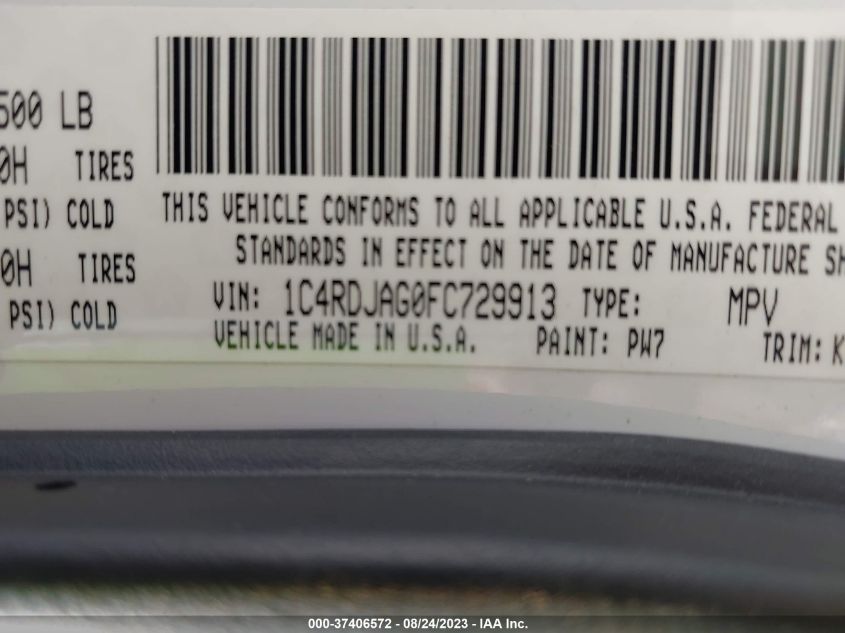 500 LB
0H TIRES
PSI) COLD
0H TIRES
PSI) COLD
THIS VEHICLE CONFORMS TO ALL APPLICABLE U.S.A. FEDERAL
STANDARDS IN EFFECT ON THE DATE OF MANUFACTURE SH
VIN: 1C4RDJAG0FC729913 TYPE: MPV
VEHICLE MADE IN U.S.A. PAINT: PW7 TRIM: K
000-37406572 - 08/24/2023 - IAA Inc.